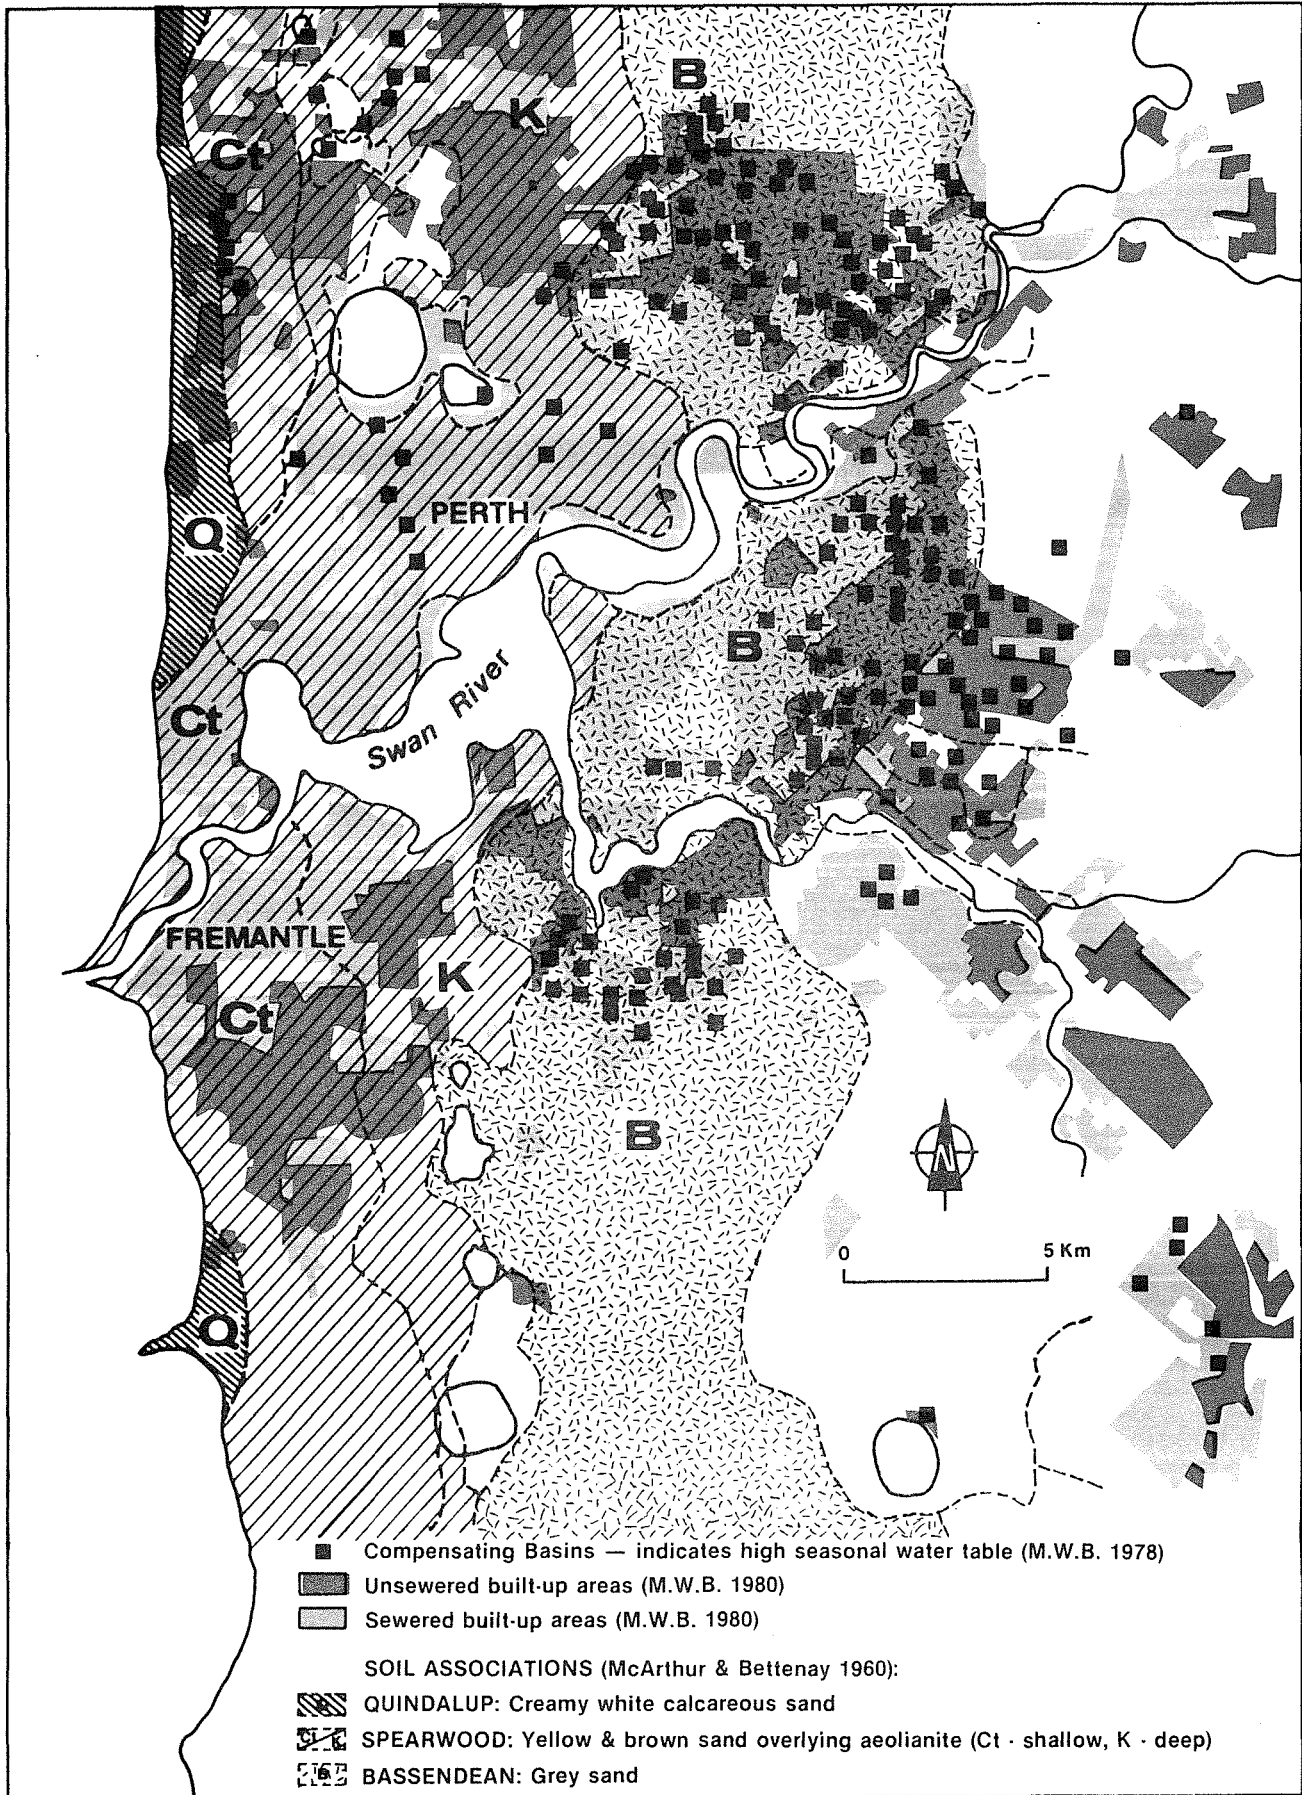 B
K
Ct
PERTH
Q
B
Ct
Swan River
FREMANTLE
K
Ct
B
N
0 5 Km
Q
Compensating Basins — indicates high seasonal water table (M.W.B. 1978)
Unsewered built-up areas (M.W.B. 1980)
Sewered built-up areas (M.W.B. 1980)
SOIL ASSOCIATIONS (McArthur & Bettenay 1960):
QUINDALUP: Creamy white calcareous sand
SPEARWOOD: Yellow & brown sand overlying aeolianite (Ct · shallow, K · deep)
BASSENDEAN: Grey sand